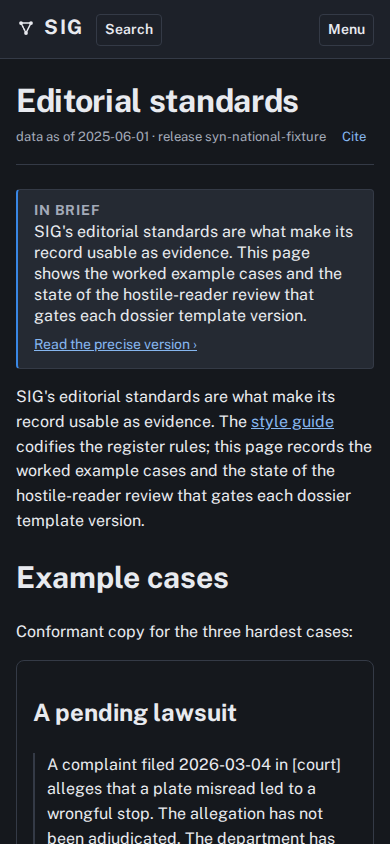 SIG
Search
Menu
Editorial standards
data as of 2025-06-01 · release syn-national-fixture Cite
IN BRIEF
SIG's editorial standards are what make its
record usable as evidence. This page
shows the worked example cases and the
state of the hostile-reader review that
gates each dossier template version.
Read the precise version ›
SIG's editorial standards are what make its
record usable as evidence. The style guide
codifies the register rules; this page records the
worked example cases and the state of the
hostile-reader review that gates each dossier
template version.
Example cases
Conformant copy for the three hardest cases:
A pending lawsuit
A complaint filed 2026-03-04 in [court]
alleges that a plate misread led to a
wrongful stop. The allegation has not
been adjudicated. The department has